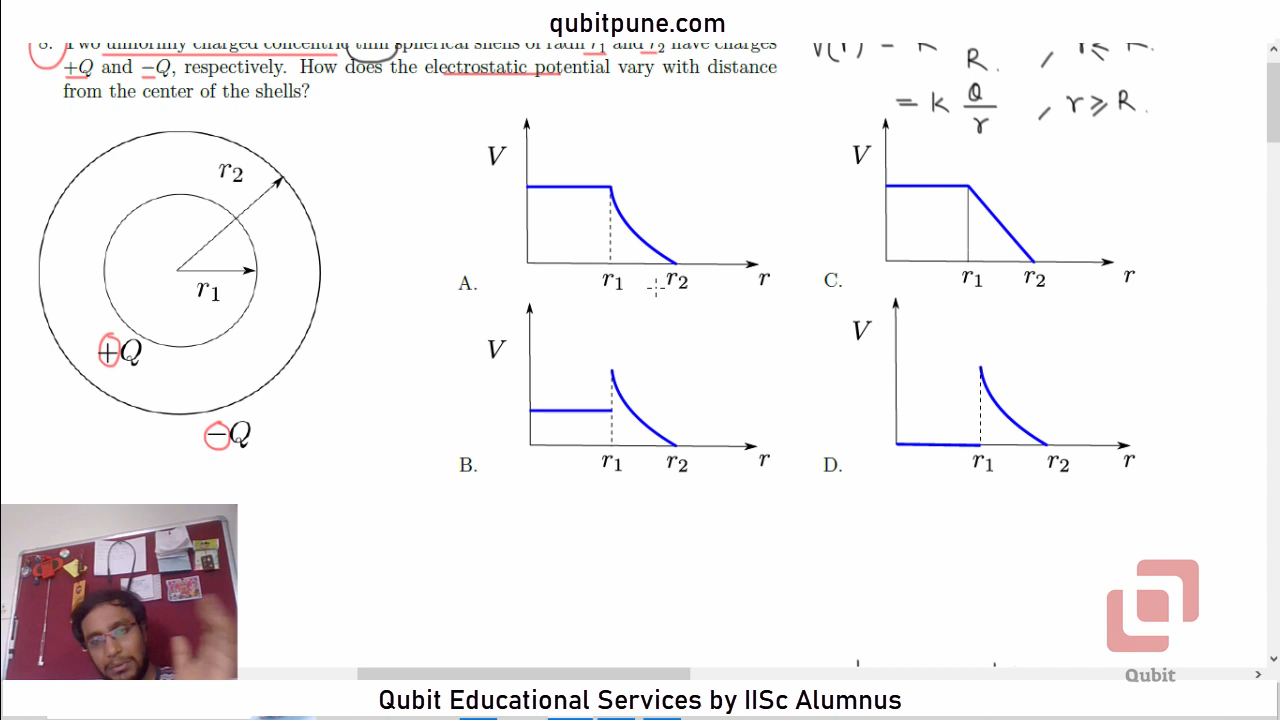 qubitpune.com
8. Two uniformly charged concentric thin spherical shells of radii r₁ and r₂ have charges
+Q and −Q, respectively. How does the electrostatic potential vary with distance
from the center of the shells?
R.
= k Q/r , r ≥ R.
r₂
r₁
+Q
−Q
V
r₁ r₂ r
A.
V
r₁ r₂ r
C.
V
r₁ r₂ r
B.
V
r₁ r₂ r
D.
Qubit
Qubit Educational Services by IISc Alumnus